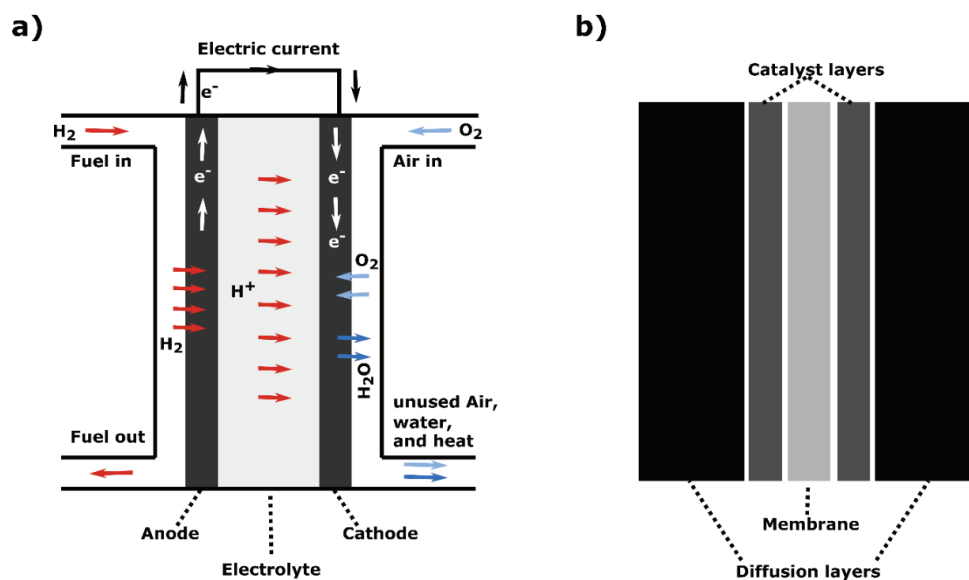 a)
Electric current
e-
H2
Fuel in
O2
Air in
e-
e-
e-
O2
H+
H2
H2O
Fuel out
unused Air,
water,
and heat
Anode
Cathode
Electrolyte
b)
Catalyst layers
Membrane
Diffusion layers